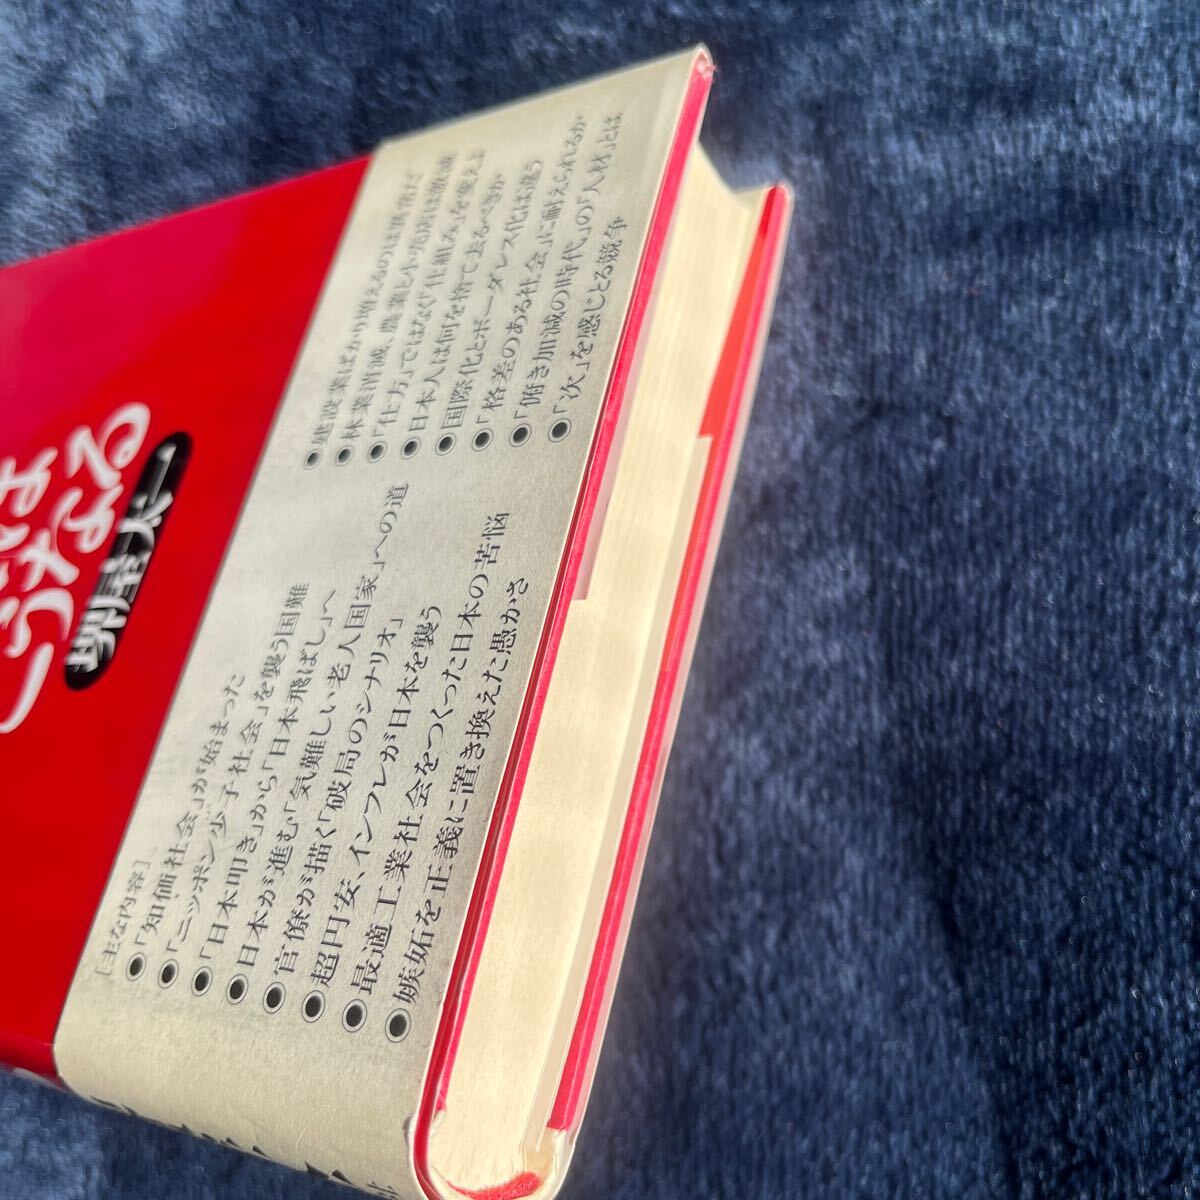 は
こうなる
堺屋太一
[主な内容]
●「知価社会」が始まった
●「ニッポン少子社会」を襲う国難
●「日本叩き」から「日本飛ばし」へ
●日本が進む「気難しい老人国家」への道
●官僚が描く「破局のシナリオ」
●超円安、インフレが日本を襲う
●最適工業社会をつくった日本の苦悩
●嫉妬を正義に置き換えた愚かさ
●建設業ばかり増えるのは異常だ
●林業消滅、農業と小売店は激減
●「仕方」ではなく「仕組み」を変えよ
●日本人は何を捨て去るべきか
●国際化とボーダレス化は違う
●「格差のある社会」に耐えられるか
●「俯き加減の時代」の「人材」とは
●「次」を感じとる競争